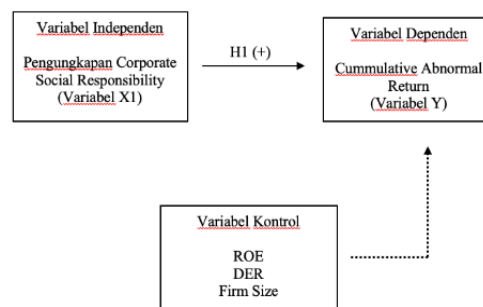 Variabel Independen
Pengungkapan Corporate
Social Responsibility
(Variabel X1)
H1 (+)
Variabel Dependen
Cummulative Abnormal
Return
(Variabel Y)
Variabel Kontrol
ROE
DER
Firm Size